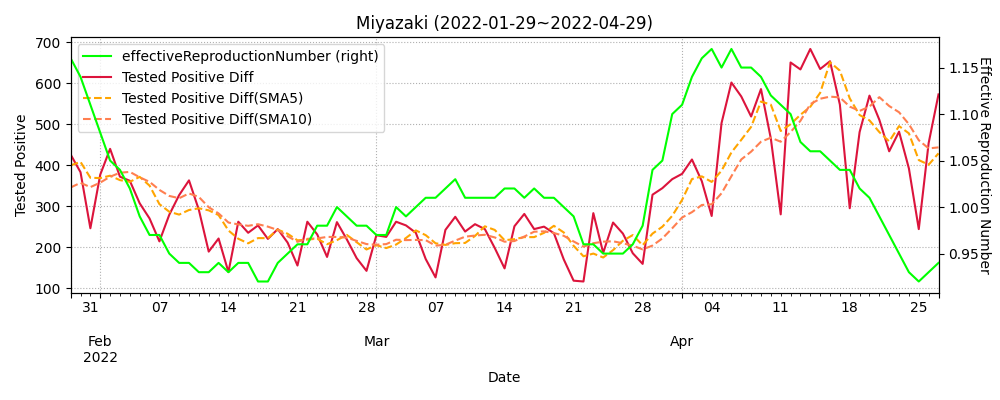 Miyazaki (2022-01-29~2022-04-29)
effectiveReproductionNumber (right)
Tested Positive Diff
Tested Positive Diff(SMA5)
Tested Positive Diff(SMA10)
Tested Positive
700
600
500
400
300
200
100
1.15
1.10
1.05
1.00
0.95
Effective Reproduction Number
31 07 14 21 28 07 14 21 28 04 11 18 25
Feb Mar Apr
2022
Date